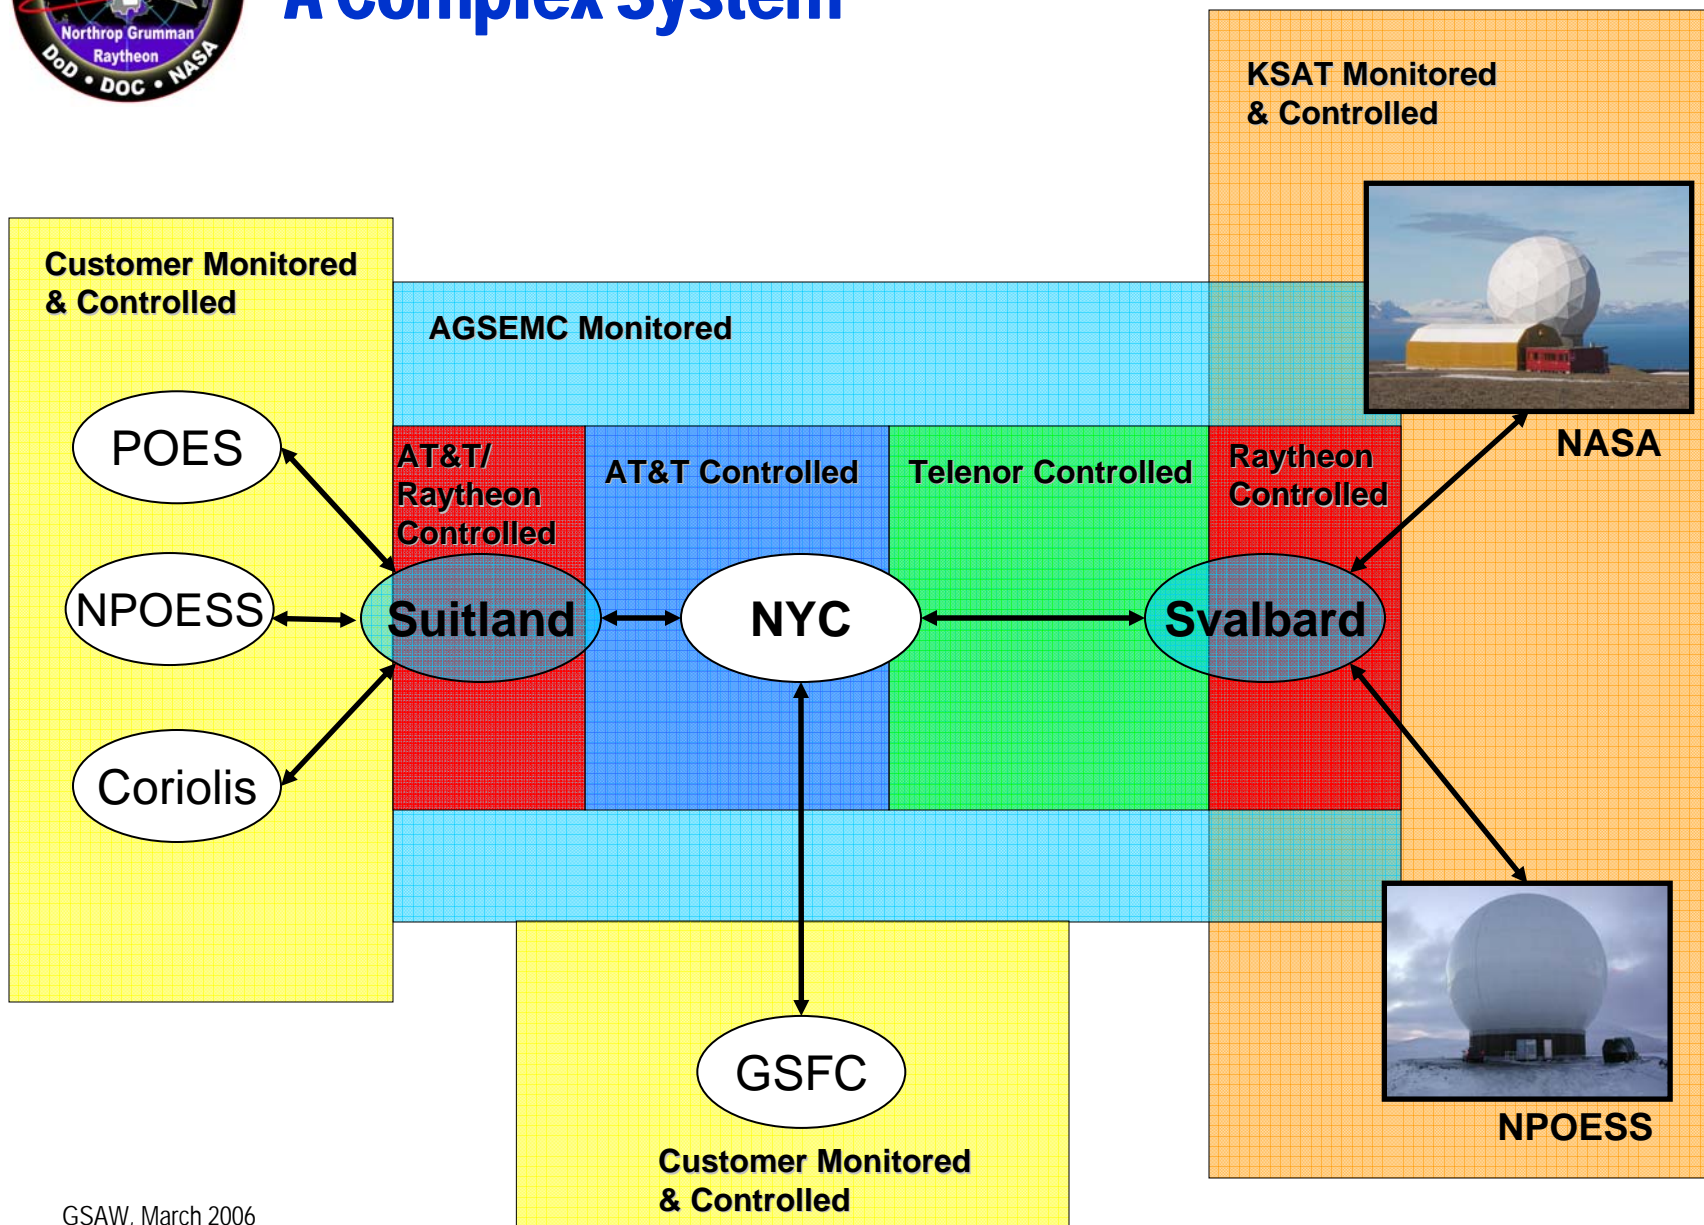 A Complex System
Northrop Grumman
Raytheon
DoD • DOC • NASA
KSAT Monitored
& Controlled
Customer Monitored
& Controlled
AGSEMC Monitored
POES
AT&T/
Raytheon
Controlled
AT&T Controlled
Telenor Controlled
Raytheon
Controlled
NASA
NPOESS
Suitland
NYC
Svalbard
Coriolis
GSFC
NPOESS
Customer Monitored
& Controlled
GSAW, March 2006